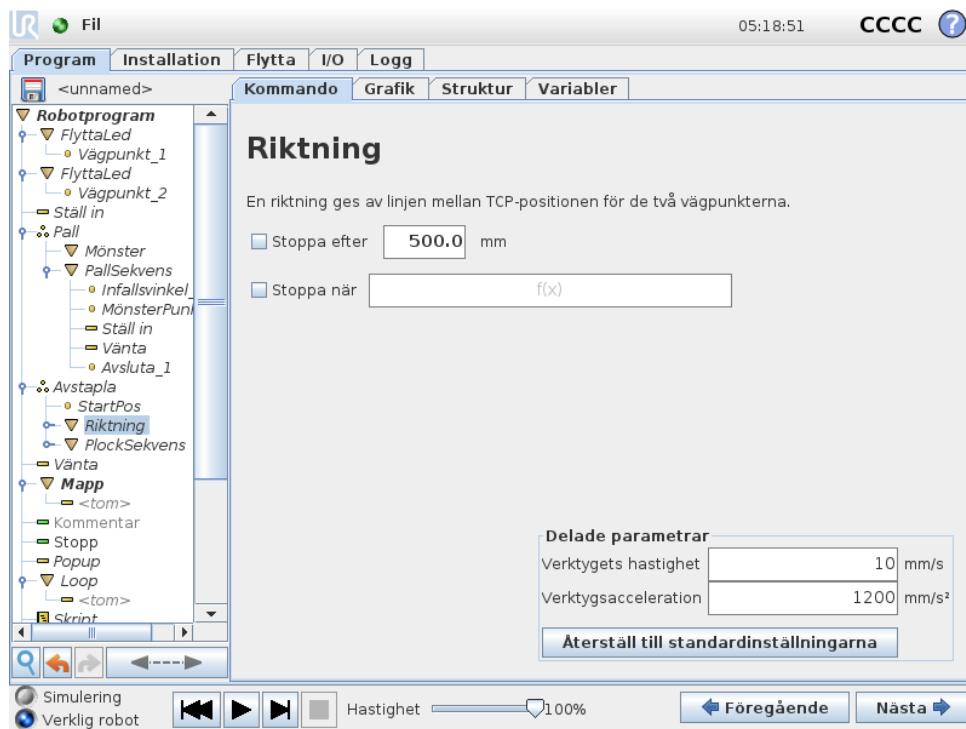 UR Fil 05:18:51 CCCC ?
Program Installation Flytta I/O Logg
<unnamed> Kommando Grafik Struktur Variabler
Robotprogram
FlyttaLed
Vägpunkt_1
FlyttaLed
Vägpunkt_2
Ställ in
Pall
Mönster
PallSekvens
Infallsvinkel_
MönsterPun
Ställ in
Vänta
Avsluta_1
Avstapla
StartPos
Riktning
PlockSekvens
Vänta
Mapp
<tom>
Kommentar
Stopp
Popup
Loop
<tom>
Skript
Riktning
En riktning ges av linjen mellan TCP-positionen för de två vägpunkterna.
Stoppa efter 500.0 mm
Stoppa när f(x)
Delade parametrar
Verktygets hastighet 10 mm/s
Verktygsacceleration 1200 mm/s²
Återställ till standardinställningarna
Simulering
Verklig robot
Hastighet 100%
Föregående Nästa